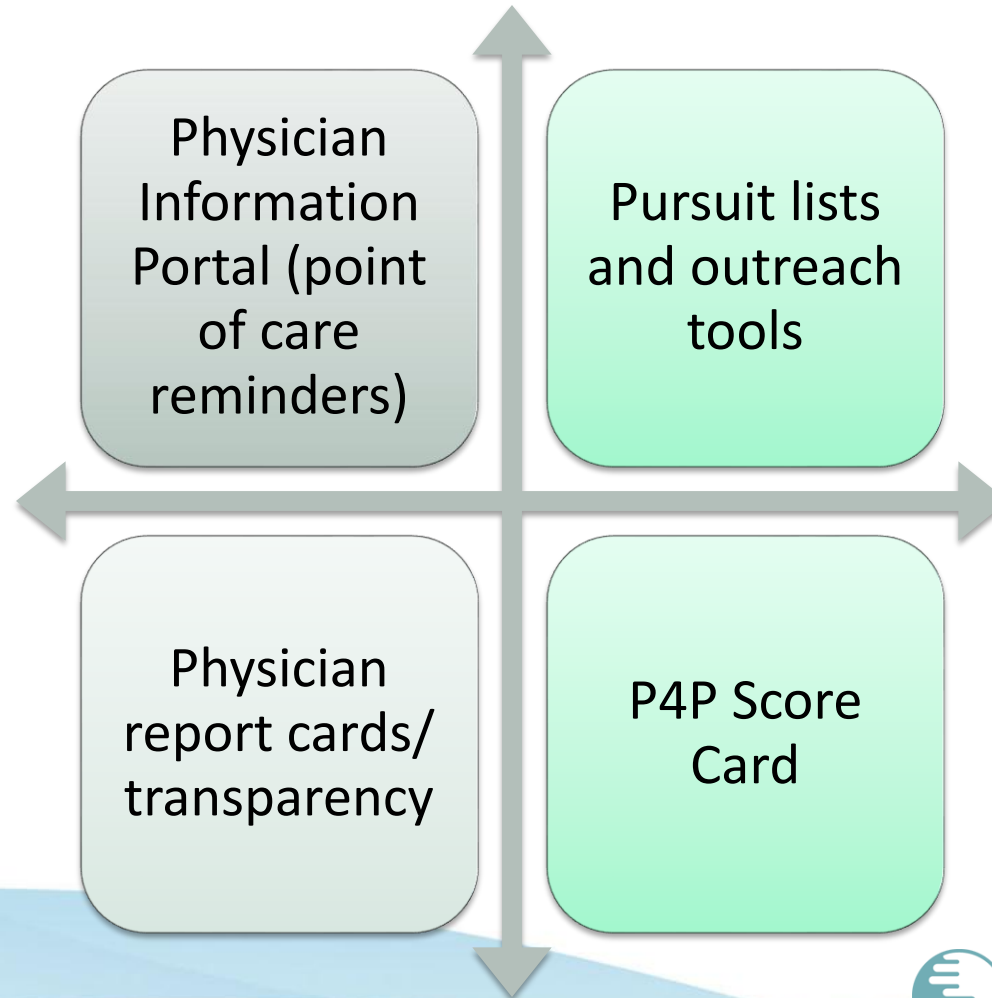 Physician
Information
Portal (point
of care
reminders)
Pursuit lists
and outreach
tools
Physician
report cards/
transparency
P4P Score
Card